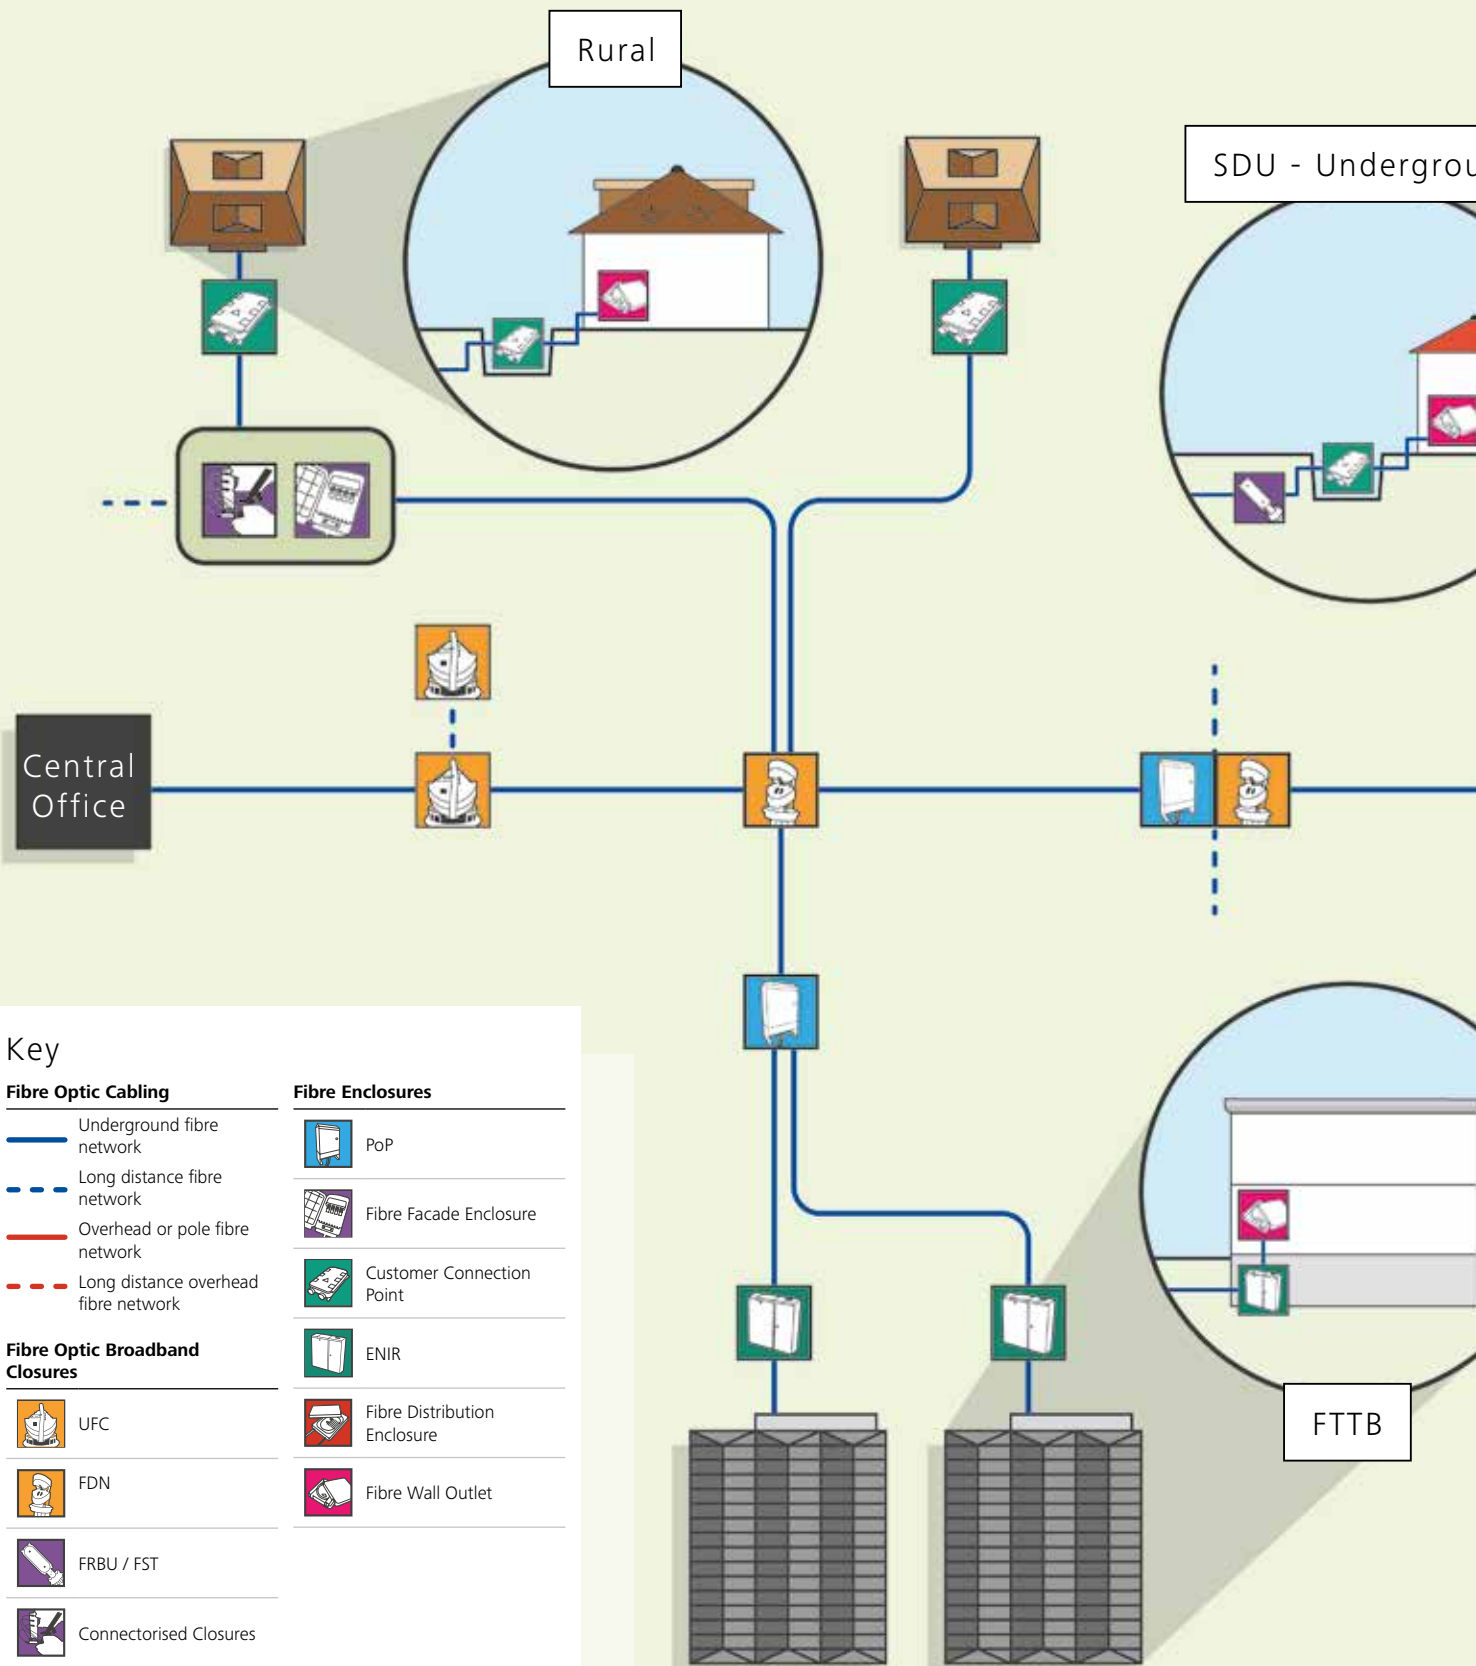 Rural
SDU - Undergrou
Central
Office
FTTB
Key
Fibre Optic Cabling
Underground fibre
network
Long distance fibre
network
Overhead or pole fibre
network
Long distance overhead
fibre network
Fibre Optic Broadband
Closures
UFC
FDN
FRBU / FST
Connectorised Closures
Fibre Enclosures
PoP
Fibre Facade Enclosure
Customer Connection
Point
ENIR
Fibre Distribution
Enclosure
Fibre Wall Outlet